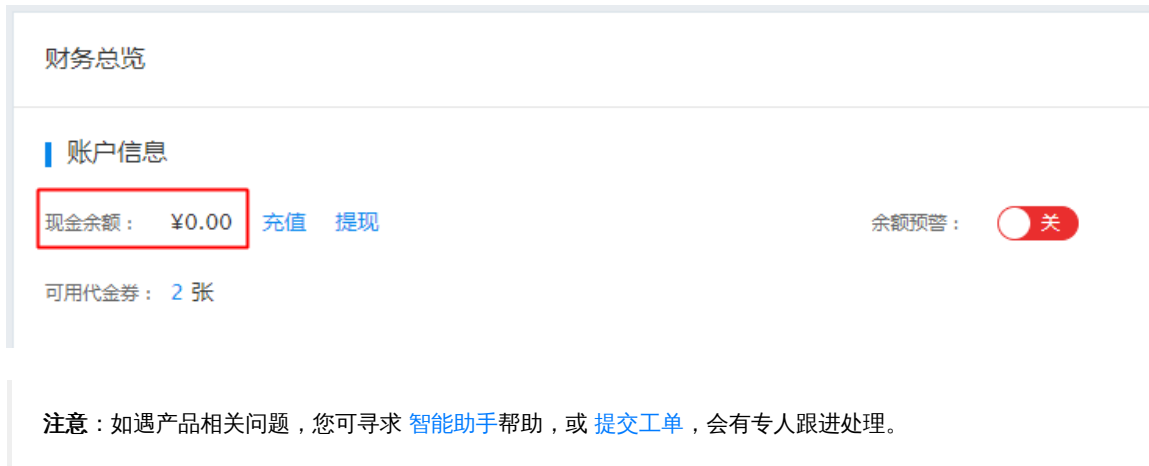 财务总览
账户信息
现金余额： ¥0.00 充值 提现 余额预警： 关
可用代金券： 2 张
注意：如遇产品相关问题，您可寻求 智能助手帮助，或 提交工单，会有专人跟进处理。